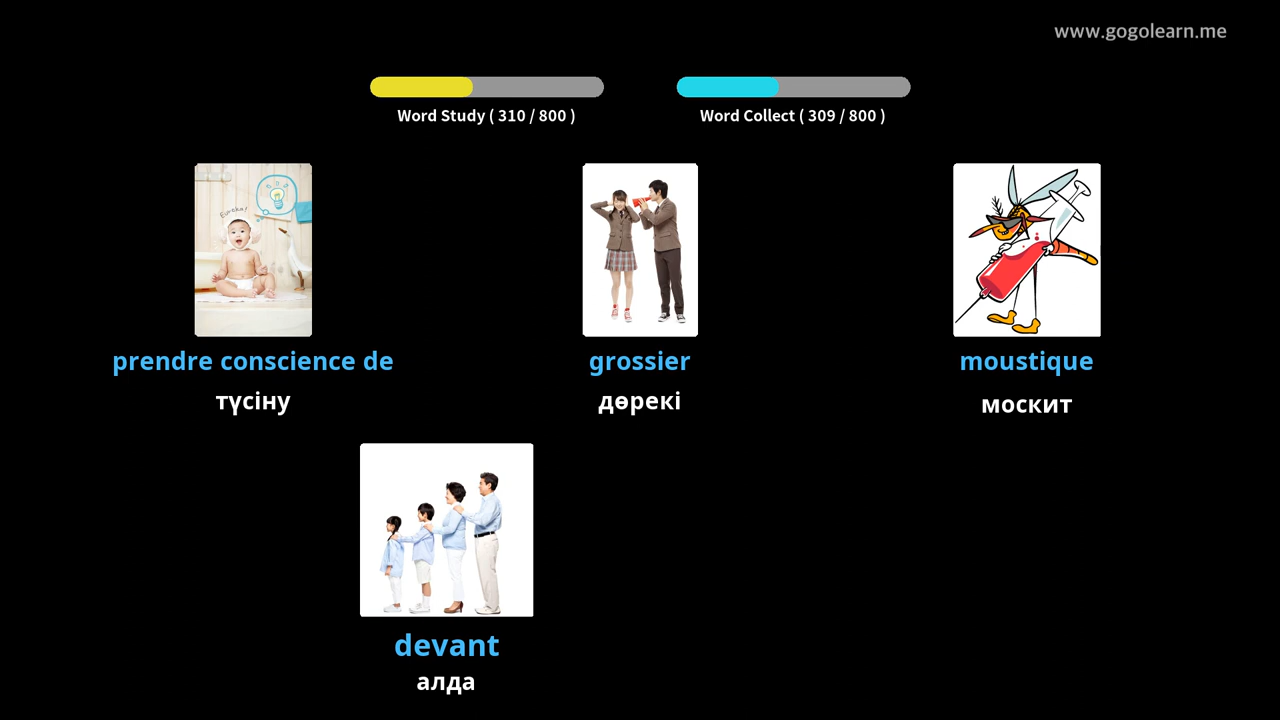 www.gogolearn.me
Word Study ( 310 / 800 )
Word Collect ( 309 / 800 )
Eureka!
prendre conscience de
grossier
moustique
түсіну
дөрекі
москит
devant
алда